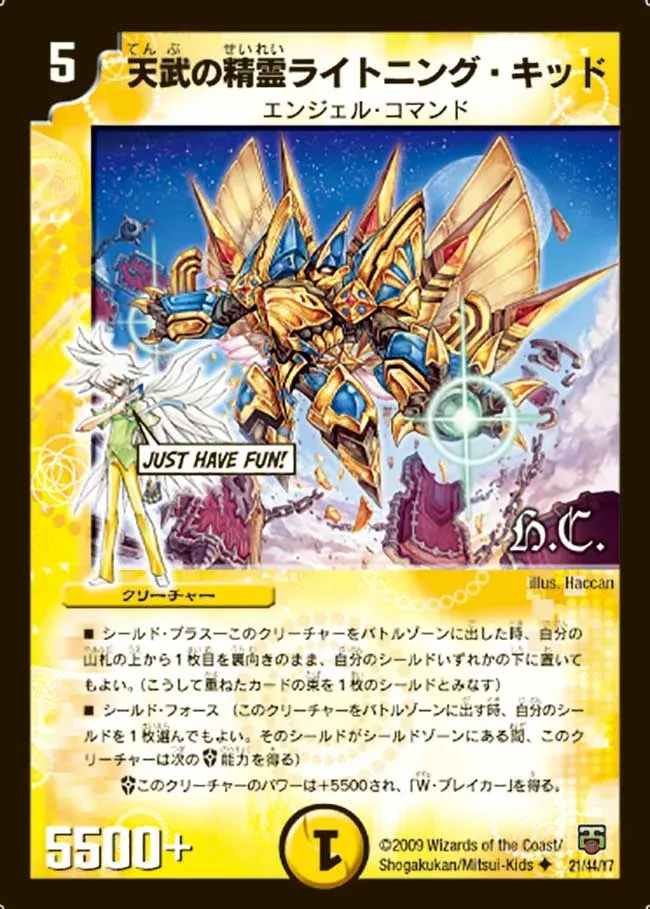 5
てんぶ せいれい
天武の精霊ライトニング・キッド
エンジェル・コマンド
JUST HAVE FUN!
H.C.
illus. Haccan
クリーチャー
■ シールド・プラスーこのクリーチャーをバトルゾーンに出した時、自分の
山札の上から1枚目を裏向きのまま、自分のシールドいずれかの下に置いて
もよい。(こうして重ねたカードの束を1枚のシールドとみなす)
■ シールド・フォース (このクリーチャーをバトルゾーンに出す時、自分のシー
ルドを1枚選んでもよい。そのシールドがシールドゾーンにある間、このク
リーチャーは次の能力を得る)
このクリーチャーのパワーは+5500され、「W・ブレイカー」を得る。
5500+
1
©2009 Wizards of the Coast/
Shogakukan/Mitsui-Kids
21/44/Y7